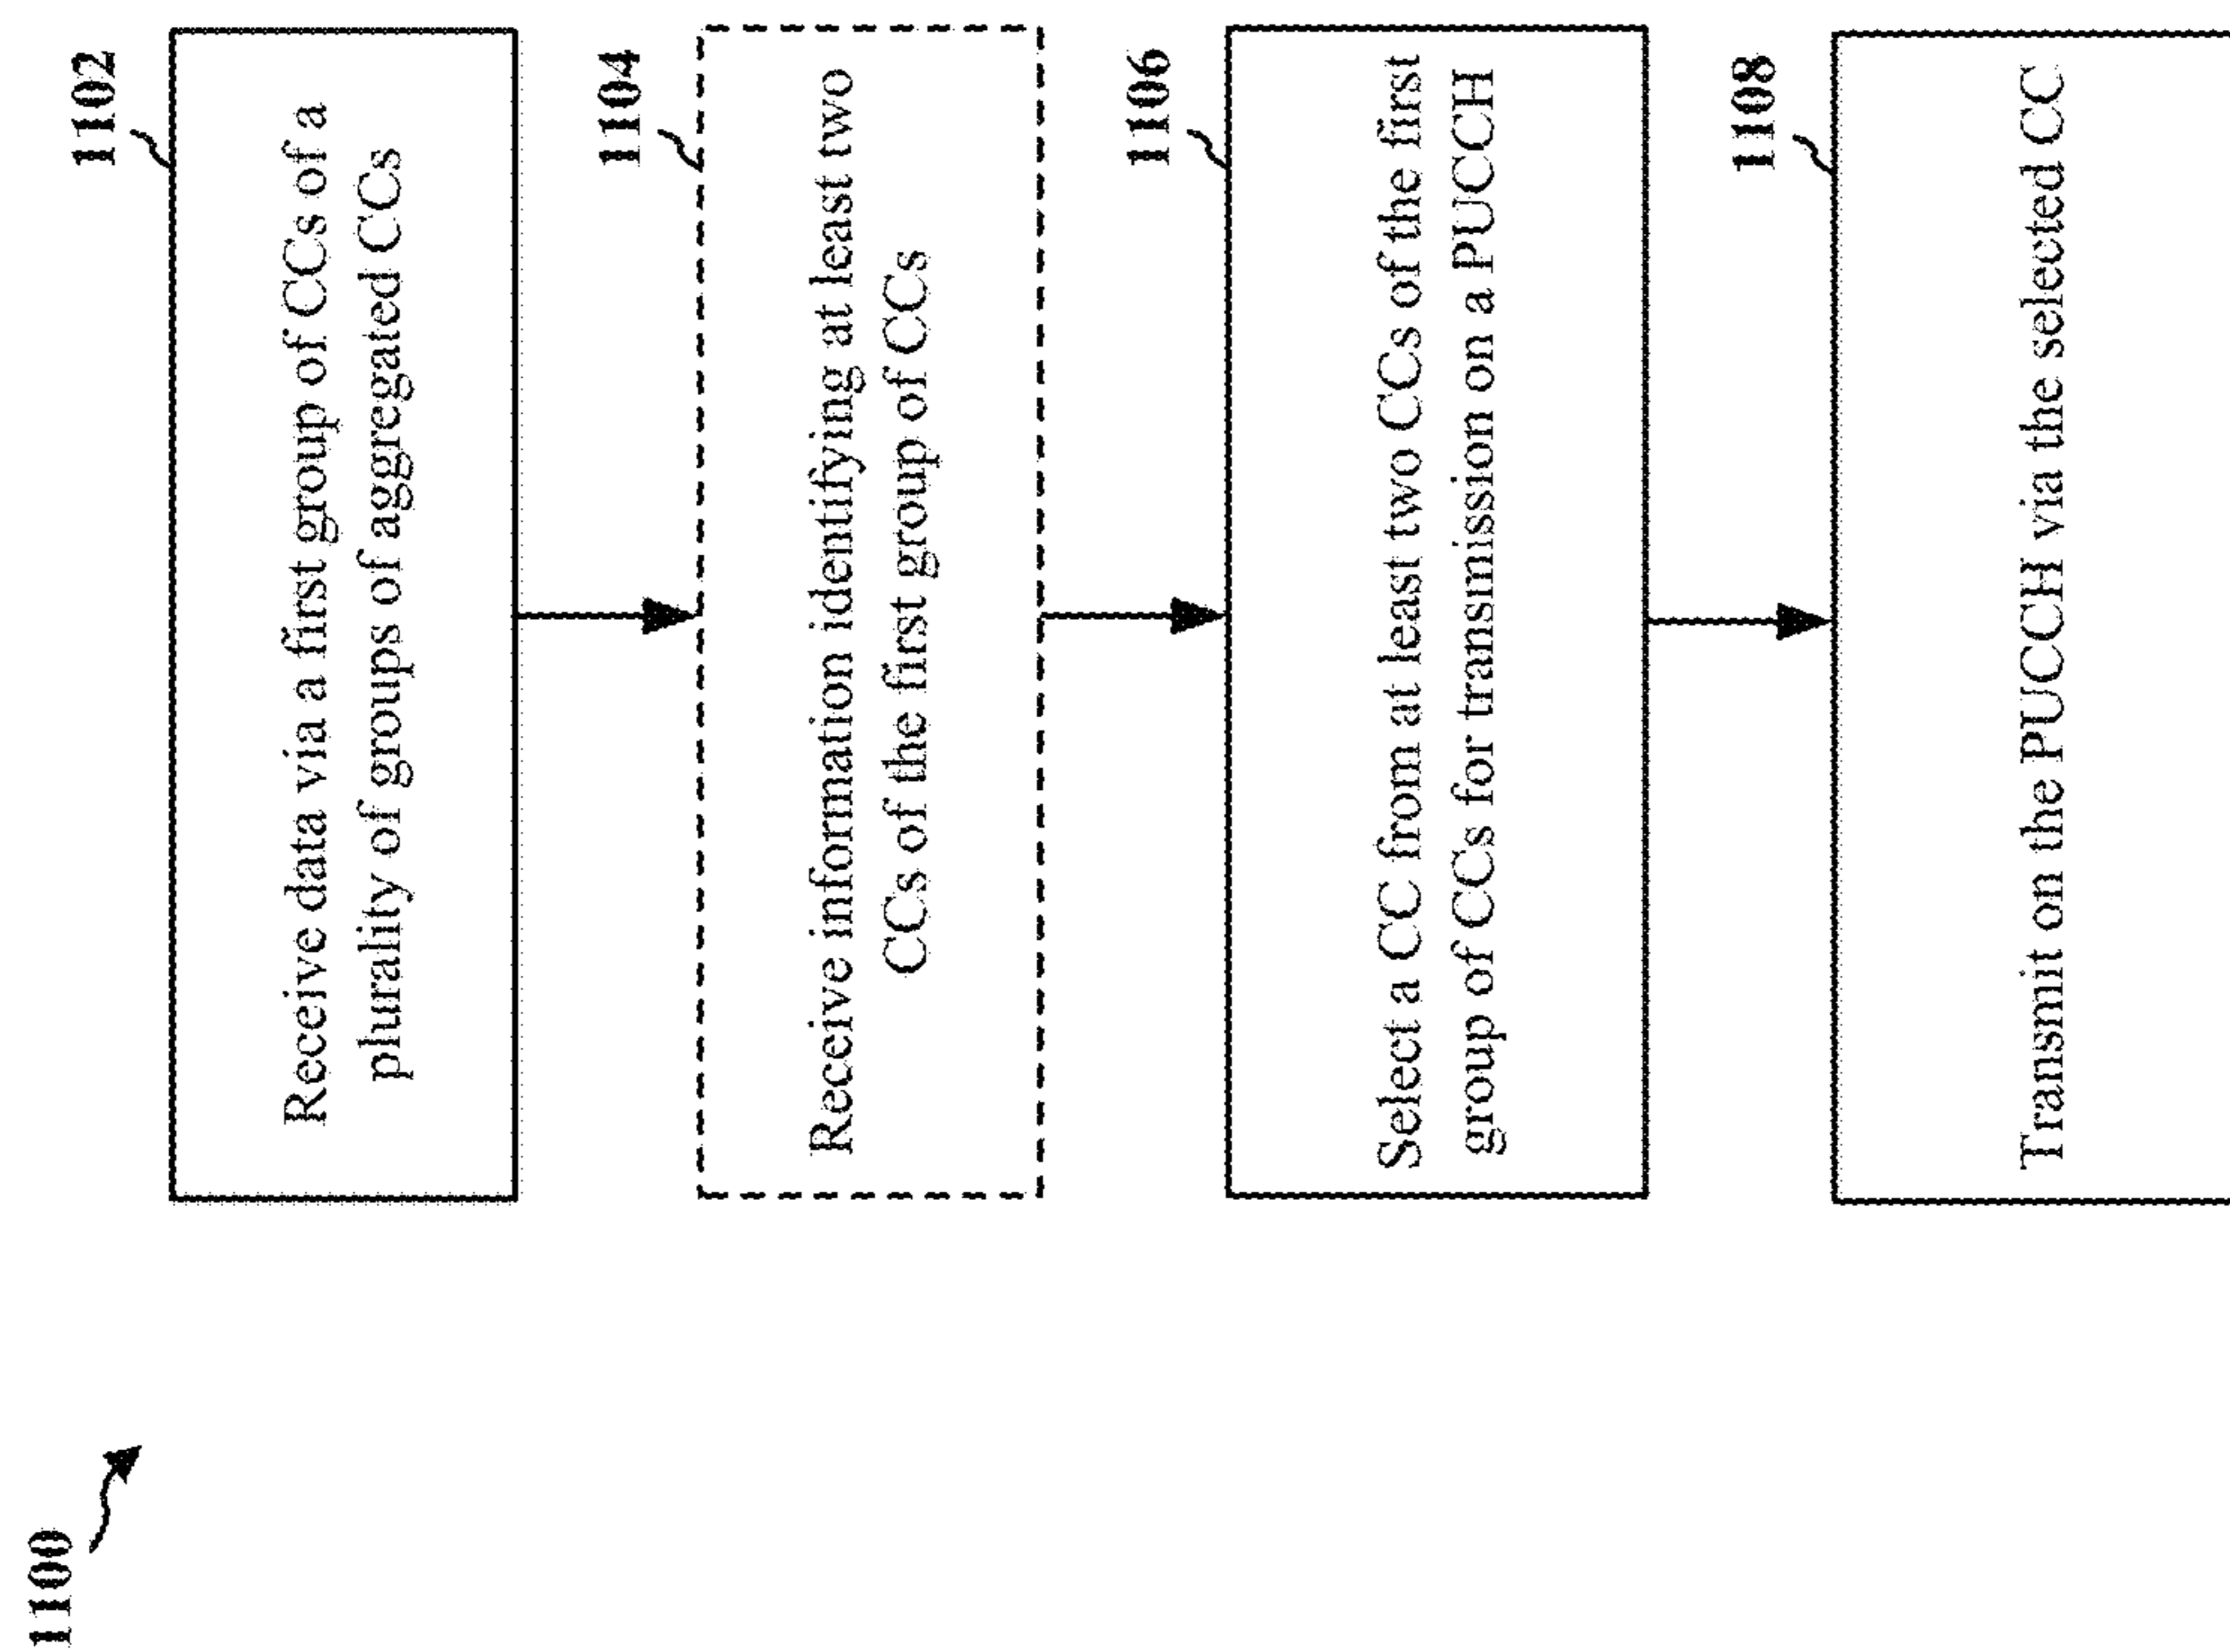 1100
1102
Receive data via a first group of CCs of a
plurality of groups of aggregated CCs
1104
Receive information identifying at least two
CCs of the first group of CCs
1106
Select a CC from at least two CCs of the first
group of CCs for transmission on a PUCCH
1108
Transmit on the PUCCH via the selected CC